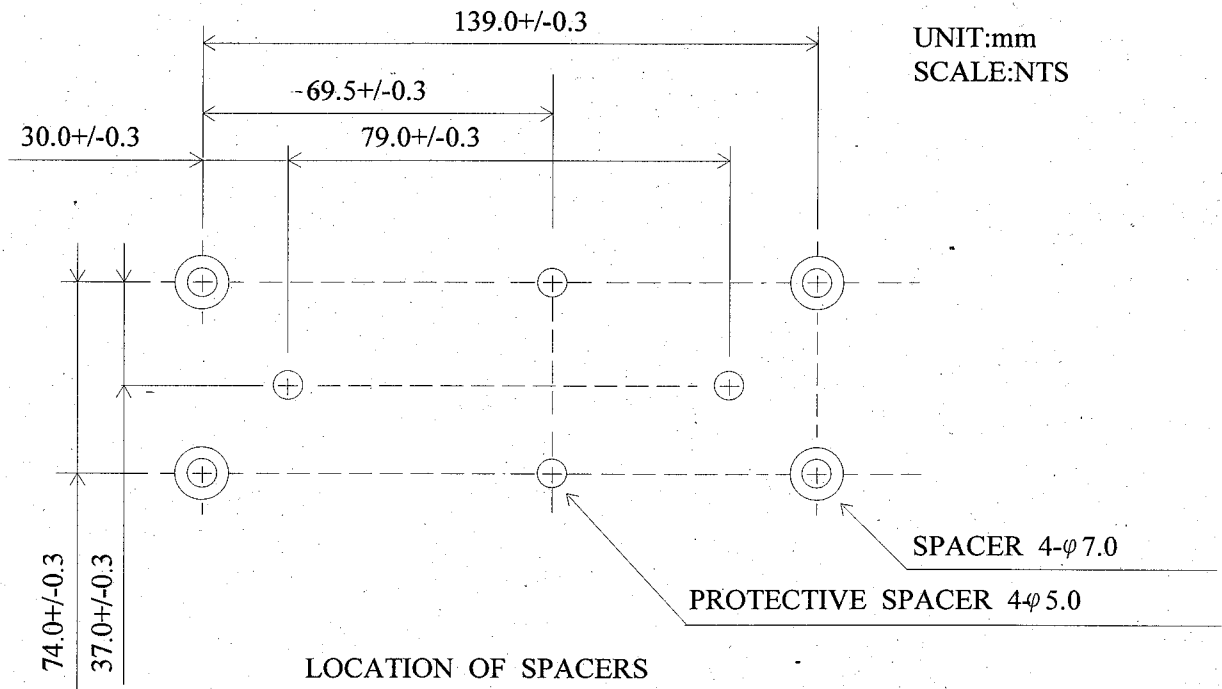 139.0+/-0.3
UNIT:mm
SCALE:NTS
69.5+/-0.3
30.0+/-0.3
79.0+/-0.3
74.0+/-0.3
37.0+/-0.3
SPACER 4-φ7.0
PROTECTIVE SPACER 4-φ5.0
LOCATION OF SPACERS